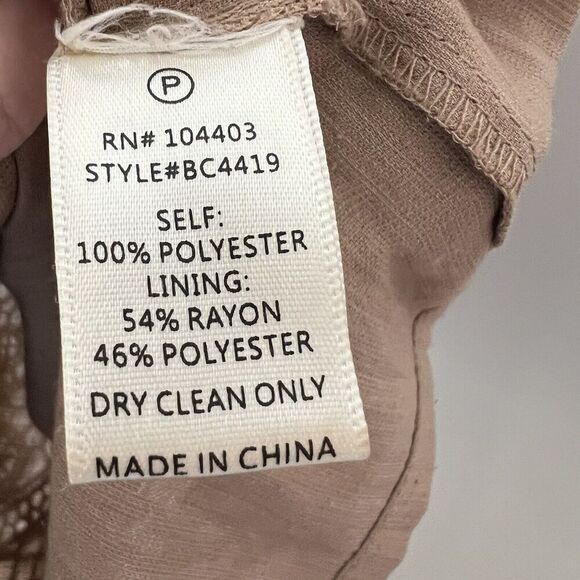 P
RN# 104403
STYLE#BC4419
SELF:
100% POLYESTER
LINING:
54% RAYON
46% POLYESTER
DRY CLEAN ONLY
MADE IN CHINA